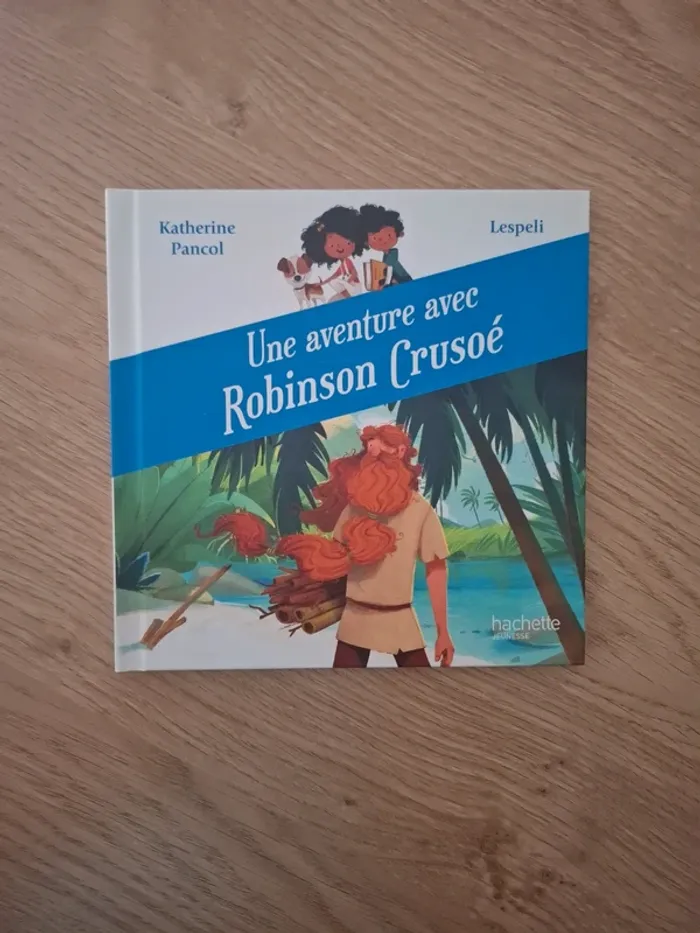 Katherine
Pancol
Lespeli
Une aventure avec
Robinson Crusoé
hachette
JEUNESSE